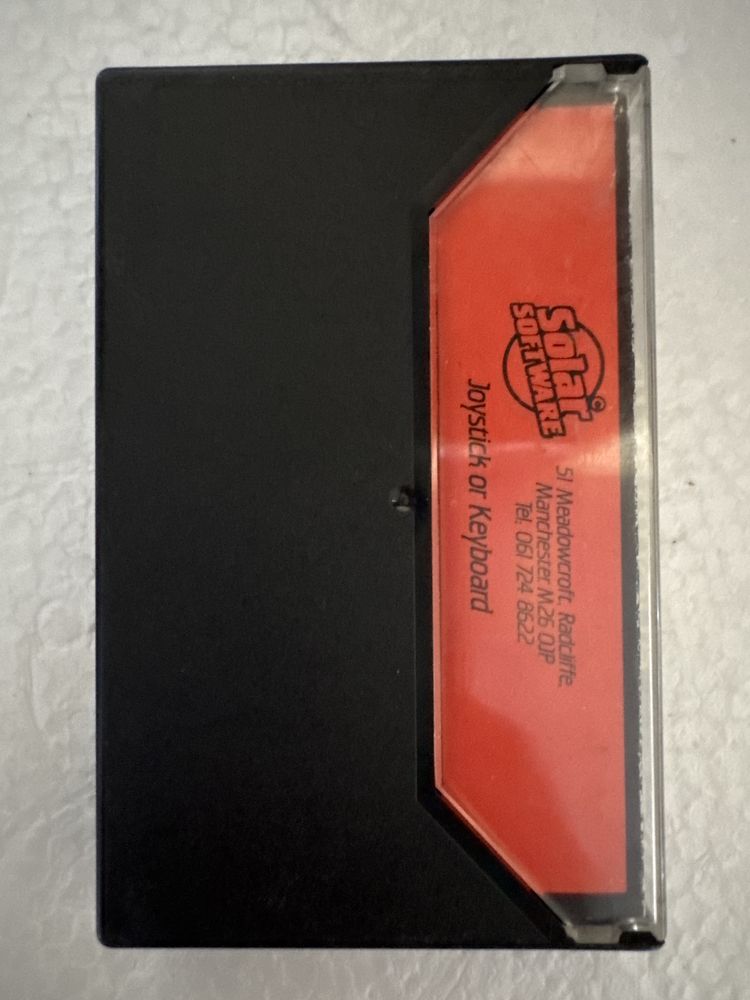 Solar
SOFTWARE
©
51 Meadowcroft, Radcliffe,
Manchester M26 0JP
Tel. 061 724 8622
Joystick or Keyboard